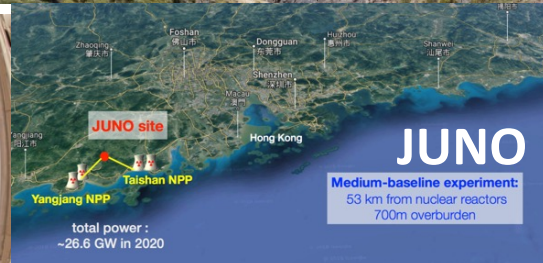 Foshan
佛山市
Zhaoqing
肇庆市
Dongguan
东莞市
Huizhou
惠州市
Shanwei
汕尾市
Shenzhen
深圳市
Macau
澳門
JUNO site
Hong Kong
JUNO
Taishan NPP
Yangjang NPP
Medium-baseline experiment:
53 km from nuclear reactors
700m overburden
total power :
~26.6 GW in 2020